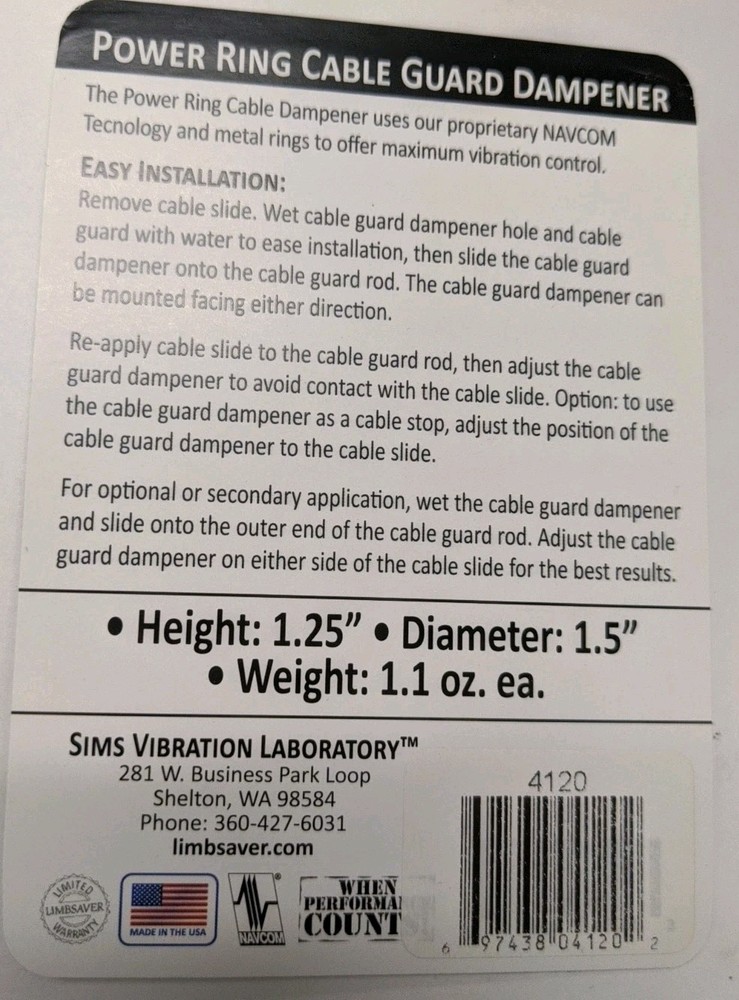 POWER RING CABLE GUARD DAMPENER
The Power Ring Cable Dampener uses our proprietary NAVCOM
Tecnology and metal rings to offer maximum vibration control.
EASY INSTALLATION:
Remove cable slide. Wet cable guard dampener hole and cable
guard with water to ease installation, then slide the cable guard
dampener onto the cable guard rod. The cable guard dampener can
be mounted facing either direction.
Re-apply cable slide to the cable guard rod, then adjust the cable
guard dampener to avoid contact with the cable slide. Option: to use
the cable guard dampener as a cable stop, adjust the position of the
cable guard dampener to the cable slide.
For optional or secondary application, wet the cable guard dampener
and slide onto the outer end of the cable guard rod. Adjust the cable
guard dampener on either side of the cable slide for the best results.
• Height: 1.25” • Diameter: 1.5”
• Weight: 1.1 oz. ea.
SIMS VIBRATION LABORATORY™
281 W. Business Park Loop
Shelton, WA 98584
Phone: 360-427-6031
limbsaver.com
LIMITED
LIMBSAVER
WARRANTY
MADE IN THE USA
NAVCOM®
WHEN
PERFORMA
COUNT
4120
6 97438 04120 2